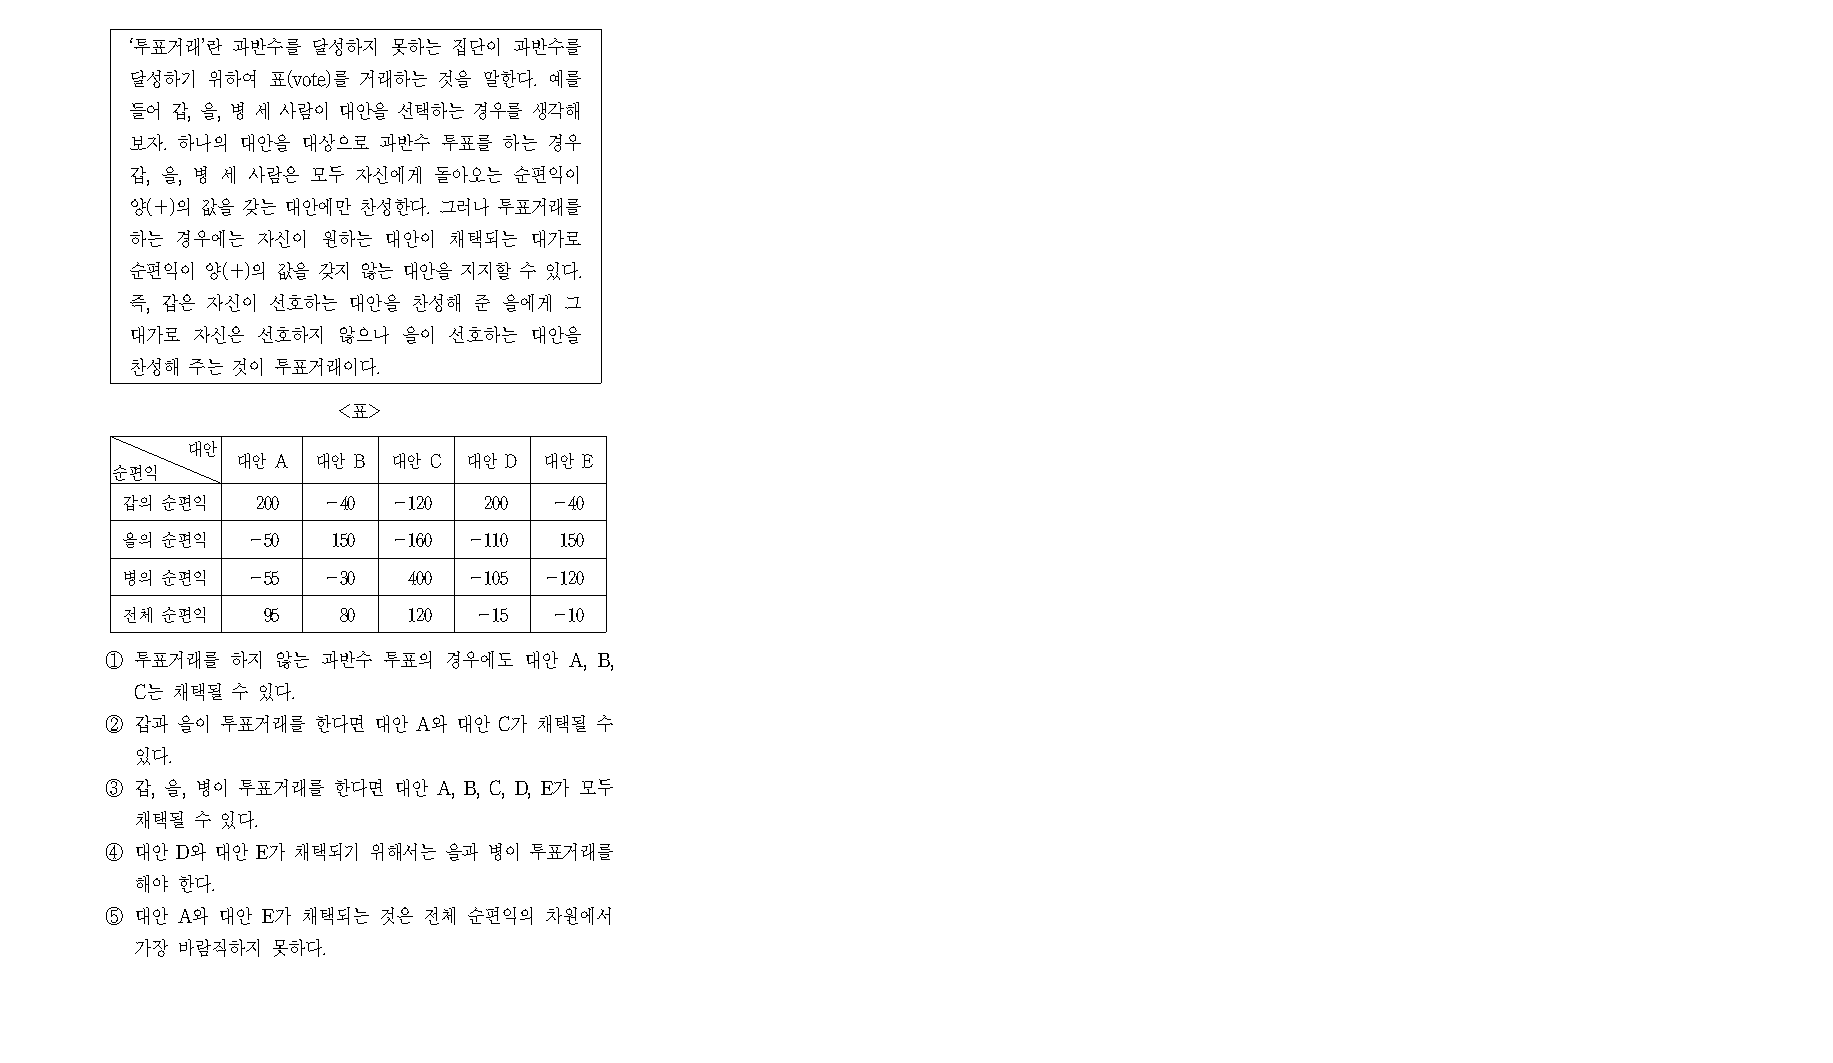 ‘투표거래’란 과반수를 달성하지 못하는 집단이 과반수를
달성하기 위하여 표(vote)를 거래하는 것을 말한다. 예를
들어 갑, 을, 병 세 사람이 대안을 선택하는 경우를 생각해
보자. 하나의 대안을 대상으로 과반수 투표를 하는 경우
갑, 을, 병 세 사람은 모두 자신에게 돌아오는 순편익이
양(+)의 값을 갖는 대안에만 찬성한다. 그러나 투표거래를
하는 경우에는 자신이 원하는 대안이 채택되는 대가로
순편익이 양(+)의 값을 갖지 않는 대안을 지지할 수 있다.
즉, 갑은 자신이 선호하는 대안을 찬성해 준 을에게 그
대가로 자신은 선호하지 않으나 을이 선호하는 대안을
찬성해 주는 것이 투표거래이다.
<표>
대안
순편익
대안 A 대안 B 대안 C 대안 D 대안 E
갑의 순편익 200 -40 -120 200 -40
을의 순편익 -50 150 -160 -110 150
병의 순편익 -55 -30 400 -105 -120
전체 순편익 95 80 120 -15 -10
① 투표거래를 하지 않는 과반수 투표의 경우에도 대안 A, B,
C는 채택될 수 있다.
② 갑과 을이 투표거래를 한다면 대안 A와 대안 C가 채택될 수
있다.
③ 갑, 을, 병이 투표거래를 한다면 대안 A, B, C, D, E가 모두
채택될 수 있다.
④ 대안 D와 대안 E가 채택되기 위해서는 을과 병이 투표거래를
해야 한다.
⑤ 대안 A와 대안 E가 채택되는 것은 전체 순편익의 차원에서
가장 바람직하지 못하다.